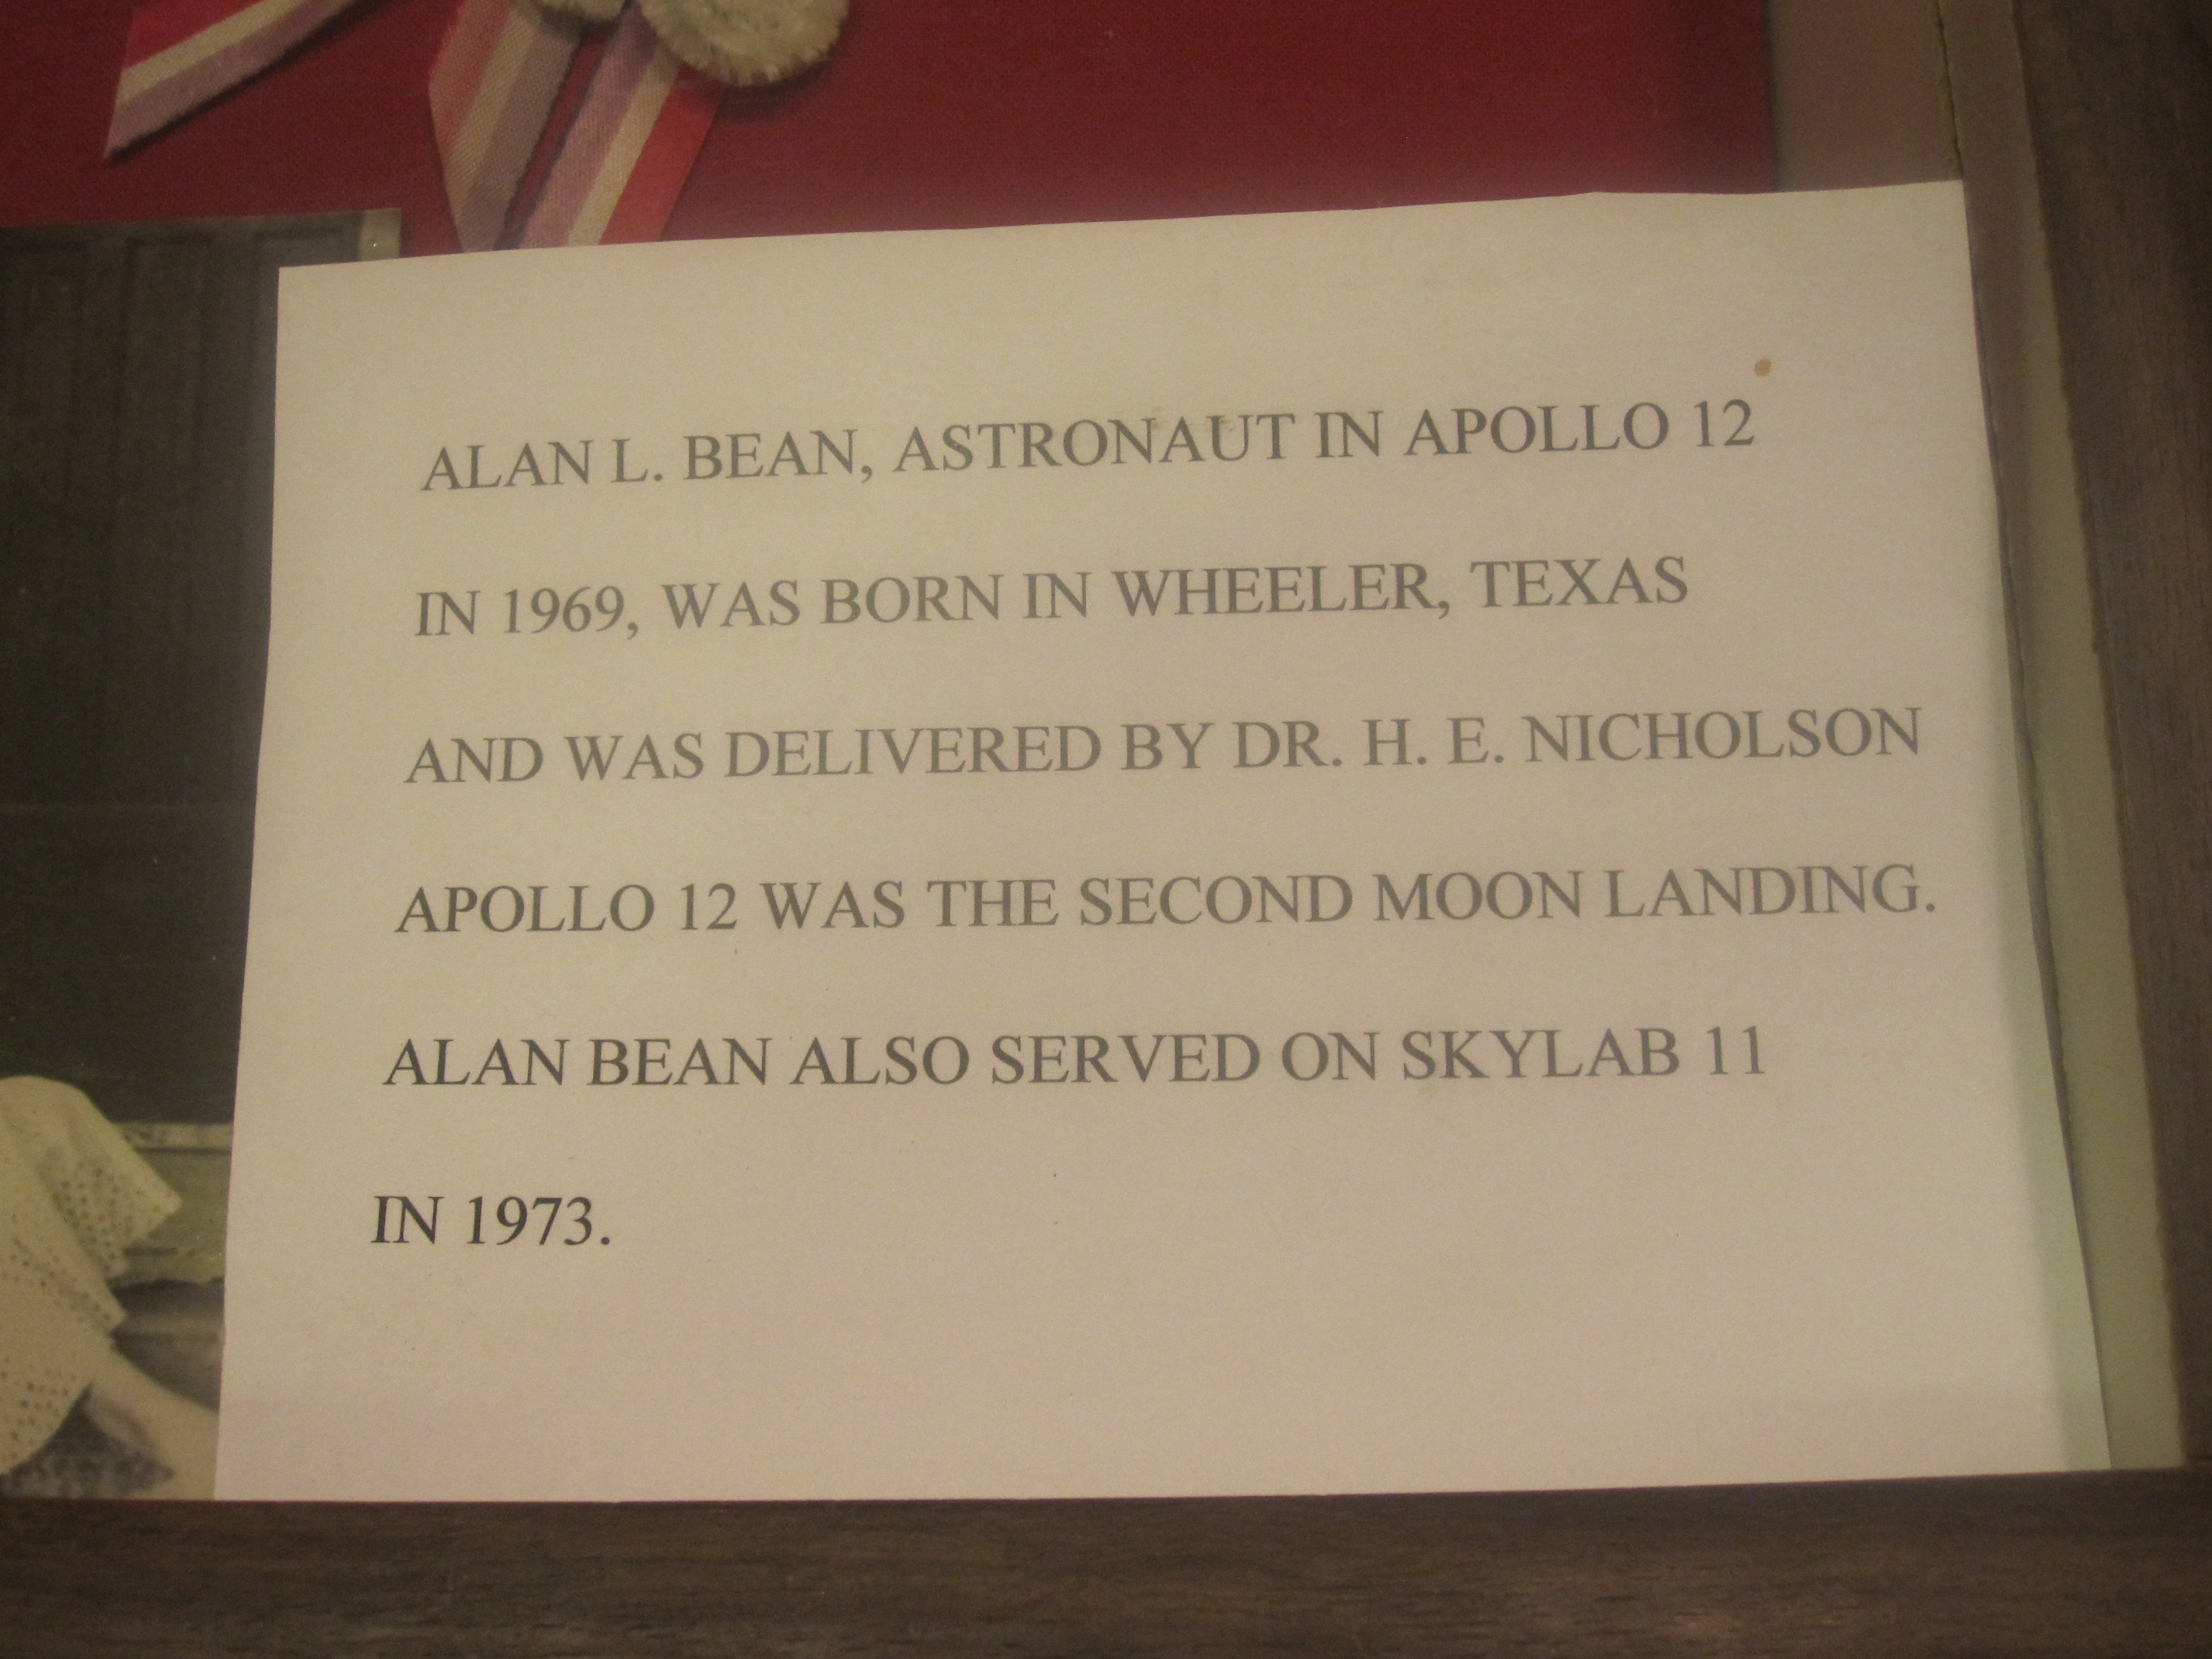 ALAN L. BEAN, ASTRONAUT IN APOLLO 12
IN 1969, WAS BORN IN WHEELER, TEXAS
AND WAS DELIVERED BY DR. H. E. NICHOLSON
APOLLO 12 WAS THE SECOND MOON LANDING.
ALAN BEAN ALSO SERVED ON SKYLAB 11
IN 1973.